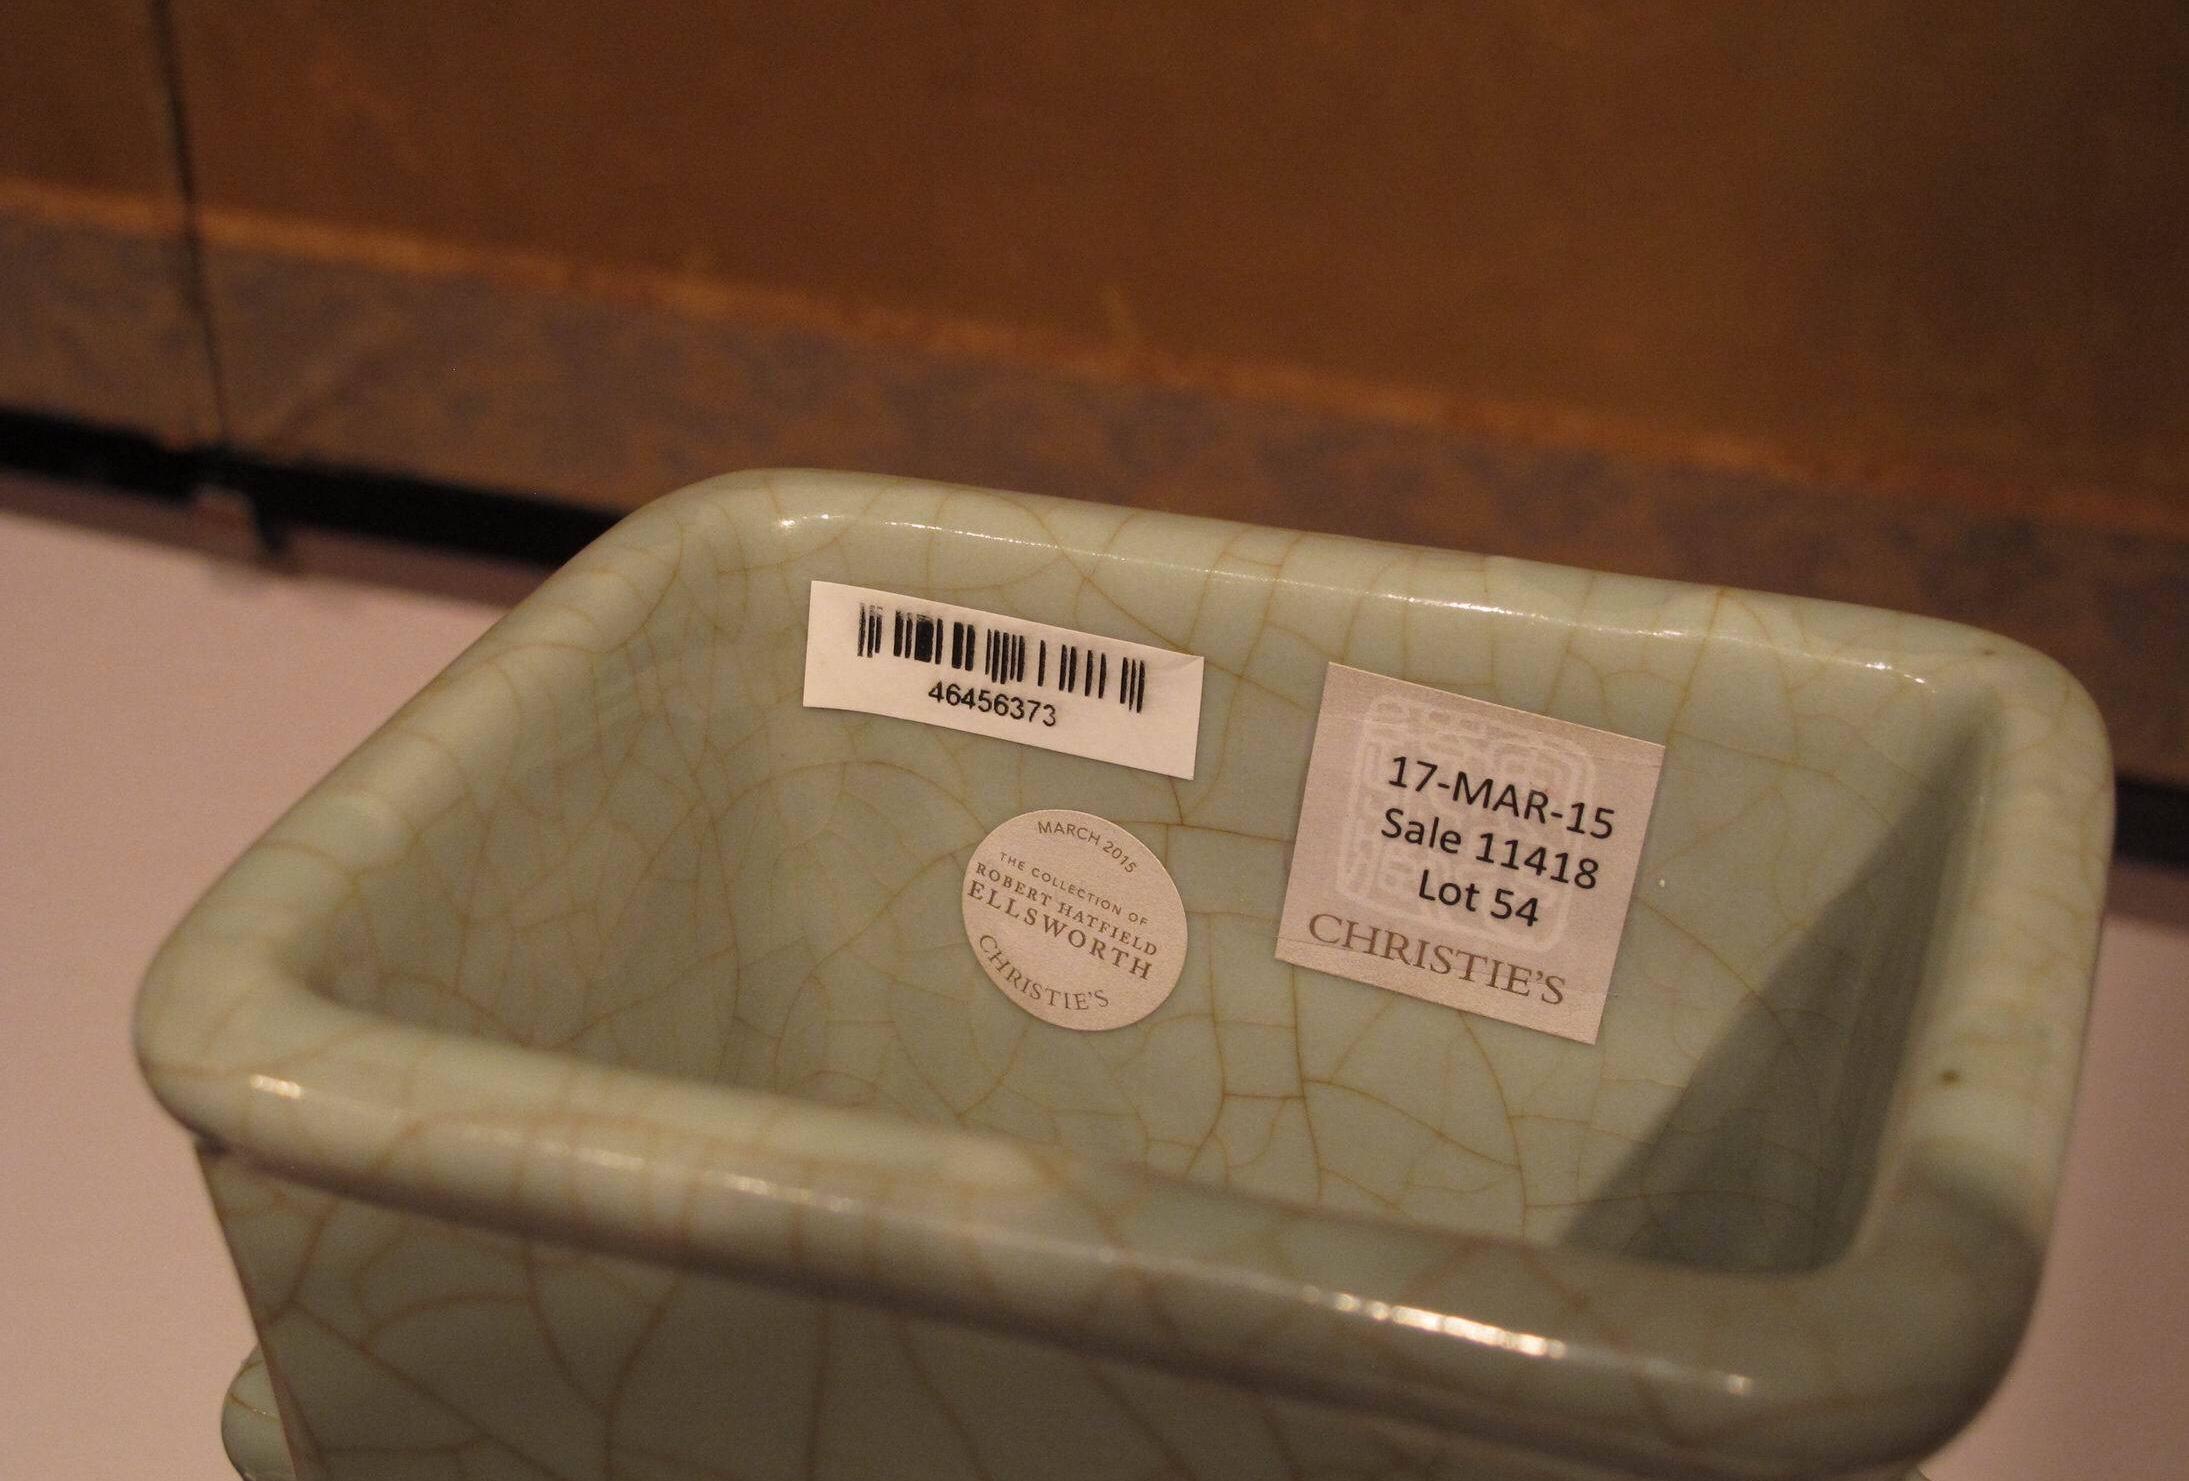 46456373
MARCH 2015
THE COLLECTION OF
ROBERT HATFIELD
ELLSWORTH
CHRISTIE'S
17-MAR-15
Sale 11418
Lot 54
CHRISTIE'S